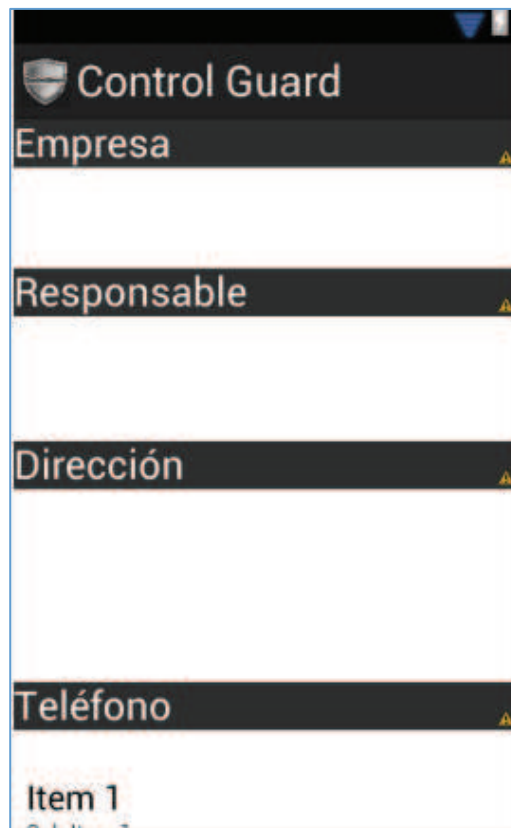 Control Guard
Empresa
Responsable
Dirección
Teléfono
Item 1